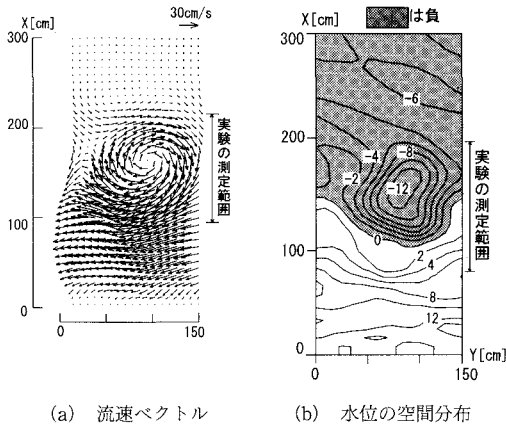 30cm/s
X[cm]
300
200
100
0
0
150
実験の測定範囲
(a) 流速ベクトル
は負
X[cm]
300
200
100
0
0
150
Y[cm]
-6
-8
-4
-2
-12
0
2
4
8
12
実験の測定範囲
(b) 水位の空間分布